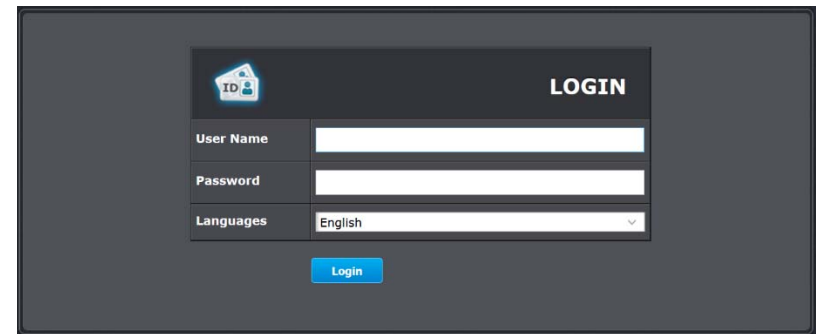 ID
LOGIN
User Name
Password
Languages English
Login